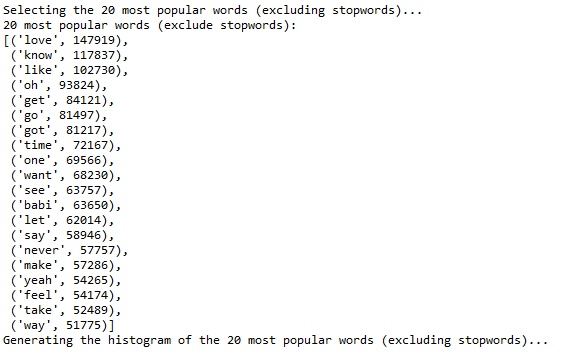 Selecting the 20 most popular words (excluding stopwords)...
20 most popular words (exclude stopwords):
[('love', 147919),
 ('know', 117837),
 ('like', 102730),
 ('oh', 93824),
 ('get', 84121),
 ('go', 81497),
 ('got', 81217),
 ('time', 72167),
 ('one', 69566),
 ('want', 68230),
 ('see', 63757),
 ('babi', 63650),
 ('let', 62014),
 ('say', 58946),
 ('never', 57757),
 ('make', 57286),
 ('yeah', 54265),
 ('feel', 54174),
 ('take', 52489),
 ('way', 51775)]
Generating the histogram of the 20 most popular words (excluding stopwords)...